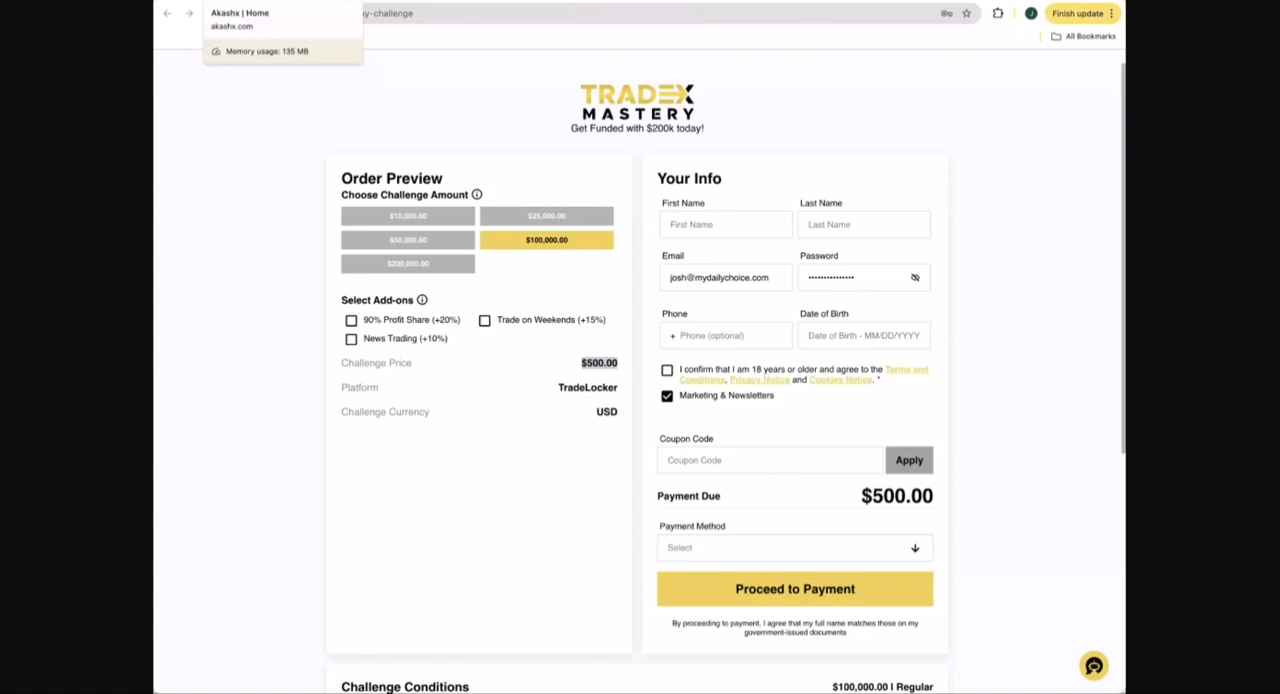 Akashx | Home
akashx.com
Memory usage: 135 MB
y-challenge
J
Finish update
All Bookmarks
TRADEX
MASTERY
Get Funded with $200k today!
Order Preview
Choose Challenge Amount
$10,000.00
$25,000.00
$50,000.00
$100,000.00
$200,000.00
Select Add-ons
90% Profit Share (+20%)
Trade on Weekends (+15%)
News Trading (+10%)
Challenge Price
$500.00
Platform
TradeLocker
Challenge Currency
USD
Your Info
First Name
Last Name
First Name
Last Name
Email
Password
josh@mydailychoice.com
Phone
Date of Birth
+ Phone (optional)
Date of Birth - MM/DD/YYYY
I confirm that I am 18 years or older and agree to the Terms and
Conditions, Privacy Notice and Cookies Notice. *
Marketing & Newsletters
Coupon Code
Coupon Code
Apply
Payment Due
$500.00
Payment Method
Select
Proceed to Payment
By proceeding to payment, I agree that my full name matches those on my
government-issued documents
Challenge Conditions
$100,000.00 I Regular